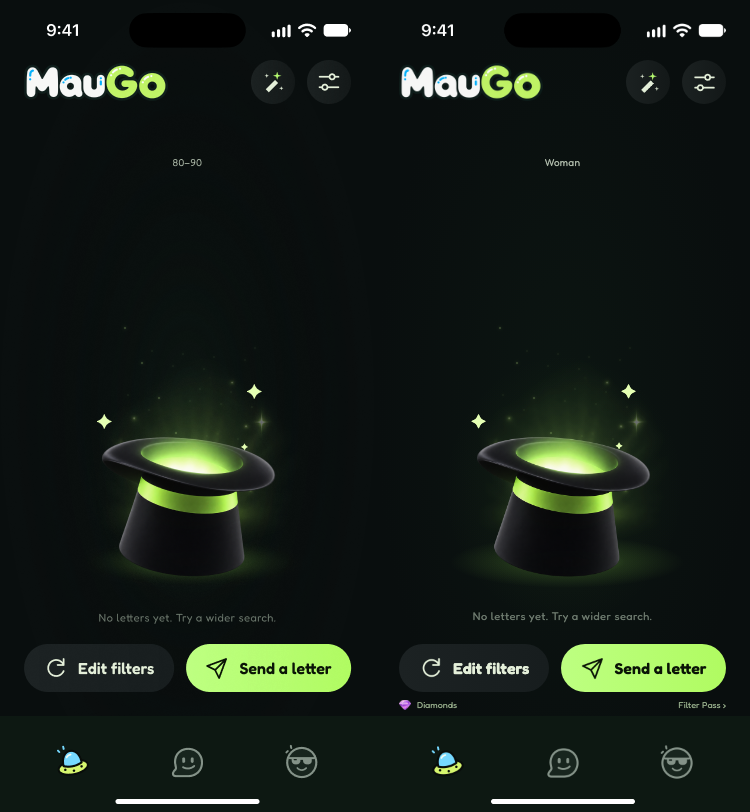 9:41
MauGo
80–90
No letters yet. Try a wider search.
Edit filters
Send a letter
9:41
MauGo
Woman
No letters yet. Try a wider search.
Edit filters
Send a letter
Diamonds
Filter Pass ›